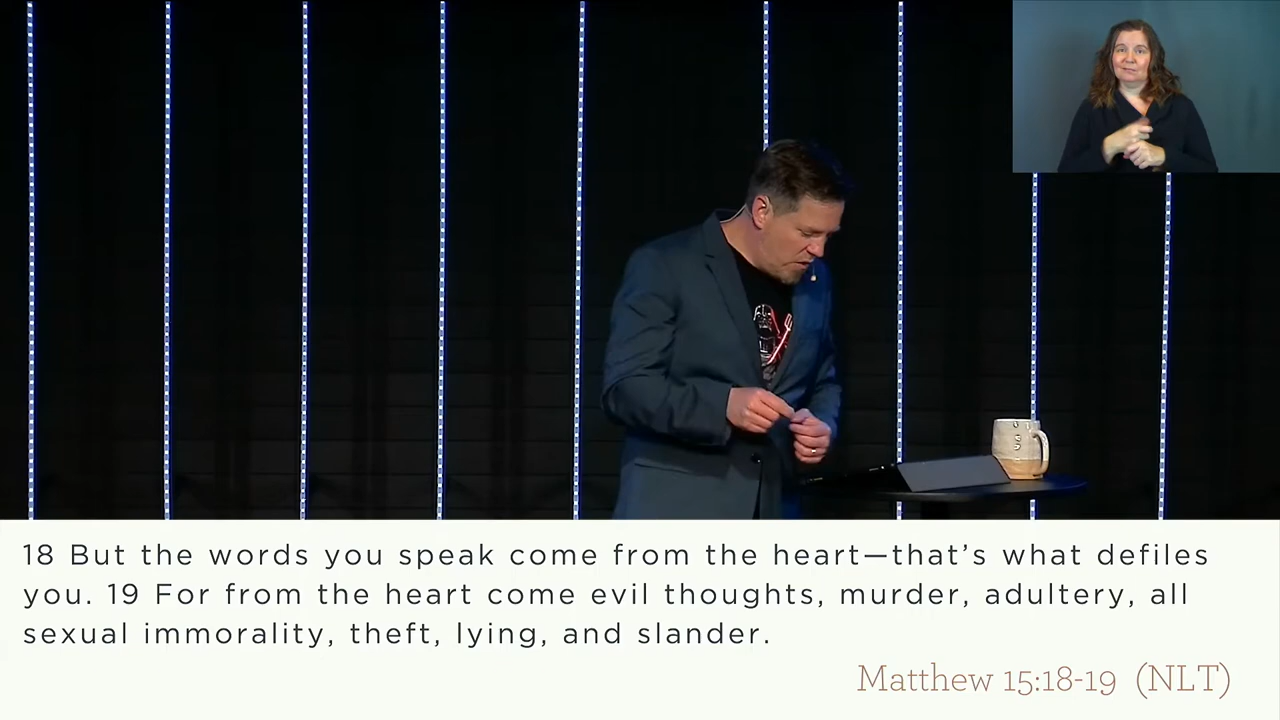 18 But the words you speak come from the heart—that’s what defiles
you. 19 For from the heart come evil thoughts, murder, adultery, all
sexual immorality, theft, lying, and slander.
Matthew 15:18-19 (NLT)